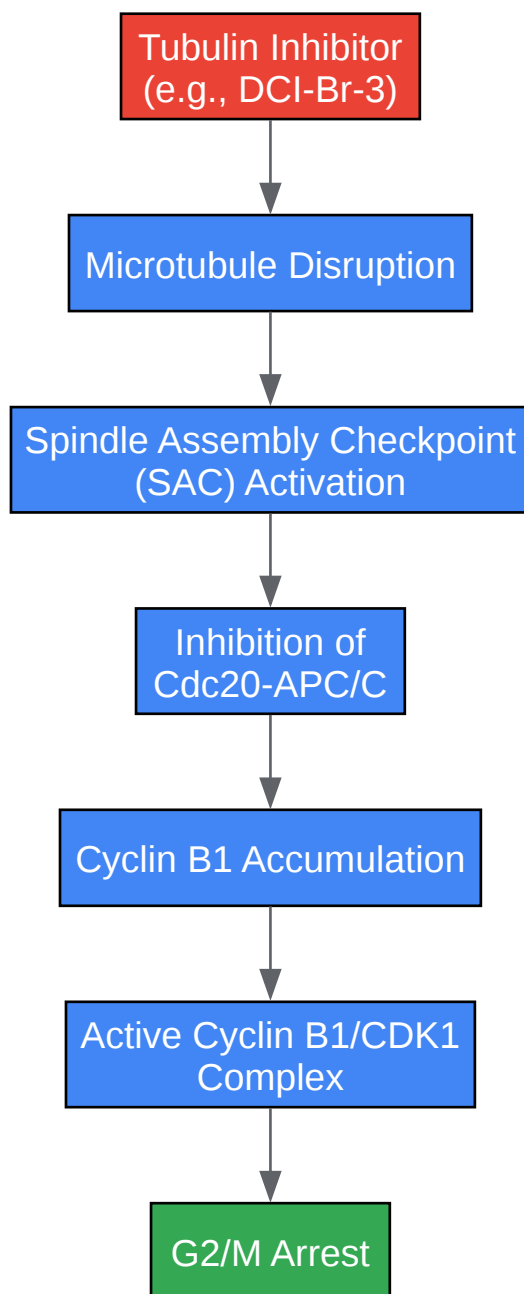 Tubulin Inhibitor
(e.g., DCI-Br-3)
Microtubule Disruption
Spindle Assembly Checkpoint
(SAC) Activation
Inhibition of
Cdc20-APC/C
Cyclin B1 Accumulation
Active Cyclin B1/CDK1
Complex
G2/M Arrest